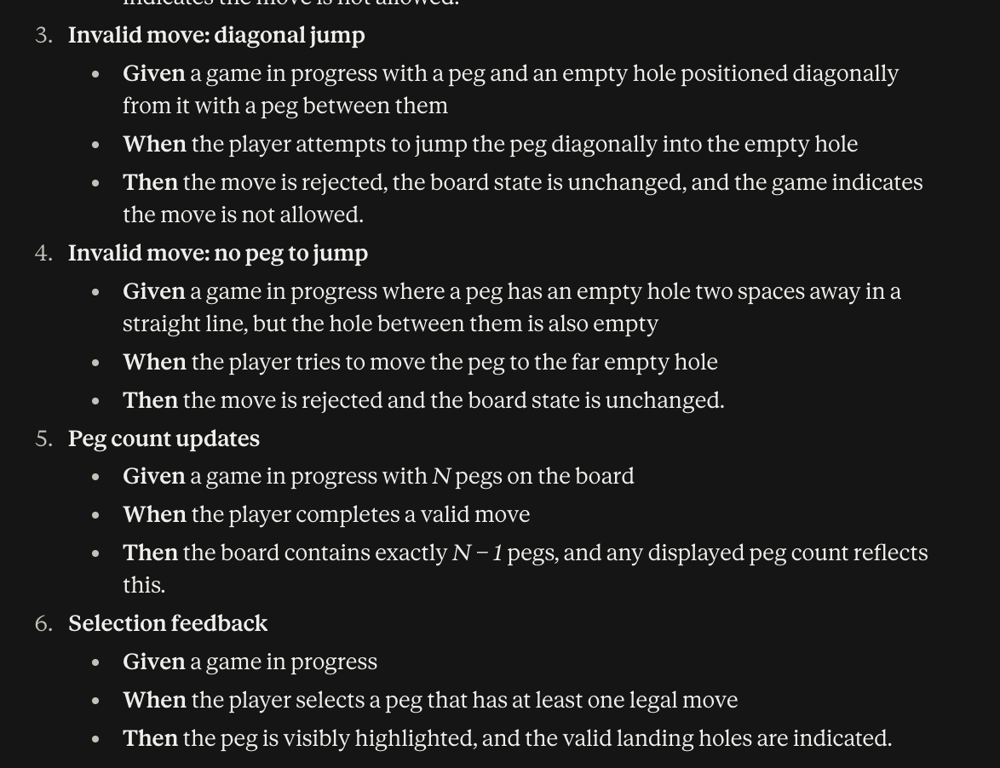 indicates the move is not allowed.
3. Invalid move: diagonal jump
• Given a game in progress with a peg and an empty hole positioned diagonally
from it with a peg between them
• When the player attempts to jump the peg diagonally into the empty hole
• Then the move is rejected, the board state is unchanged, and the game indicates
the move is not allowed.
4. Invalid move: no peg to jump
• Given a game in progress where a peg has an empty hole two spaces away in a
straight line, but the hole between them is also empty
• When the player tries to move the peg to the far empty hole
• Then the move is rejected and the board state is unchanged.
5. Peg count updates
• Given a game in progress with N pegs on the board
• When the player completes a valid move
• Then the board contains exactly N − 1 pegs, and any displayed peg count reflects
this.
6. Selection feedback
• Given a game in progress
• When the player selects a peg that has at least one legal move
• Then the peg is visibly highlighted, and the valid landing holes are indicated.